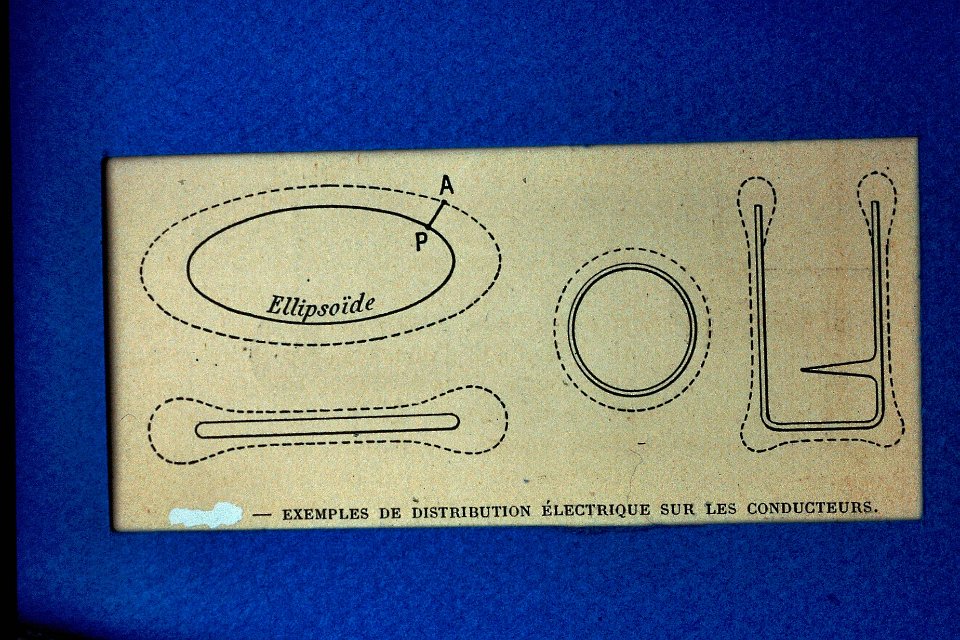 A
P
Ellipsoïde
— EXEMPLES DE DISTRIBUTION ÉLECTRIQUE SUR LES CONDUCTEURS.